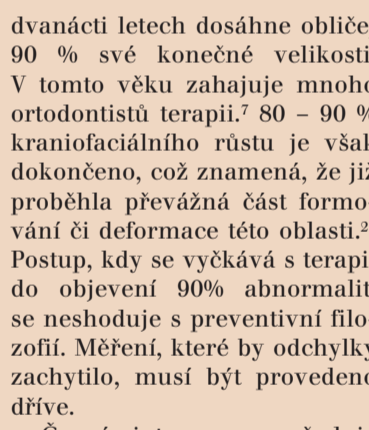 dvanácti letech dosáhne obliče
90 % své konečné velikosti
V tomto věku zahajuje mnoho
ortodontistů terapii.⁷ 80 – 90 %
kraniofaciálního růstu je však
dokončeno, což znamená, že již
proběhla převážná část formo-
vání či deformace této oblasti.²
Postup, kdy se vyčkává s terapi
do objevení 90% abnormalit
se neshoduje s preventivní filo-
zofií. Měření, které by odchylky
zachytilo, musí být provedeno
dříve.